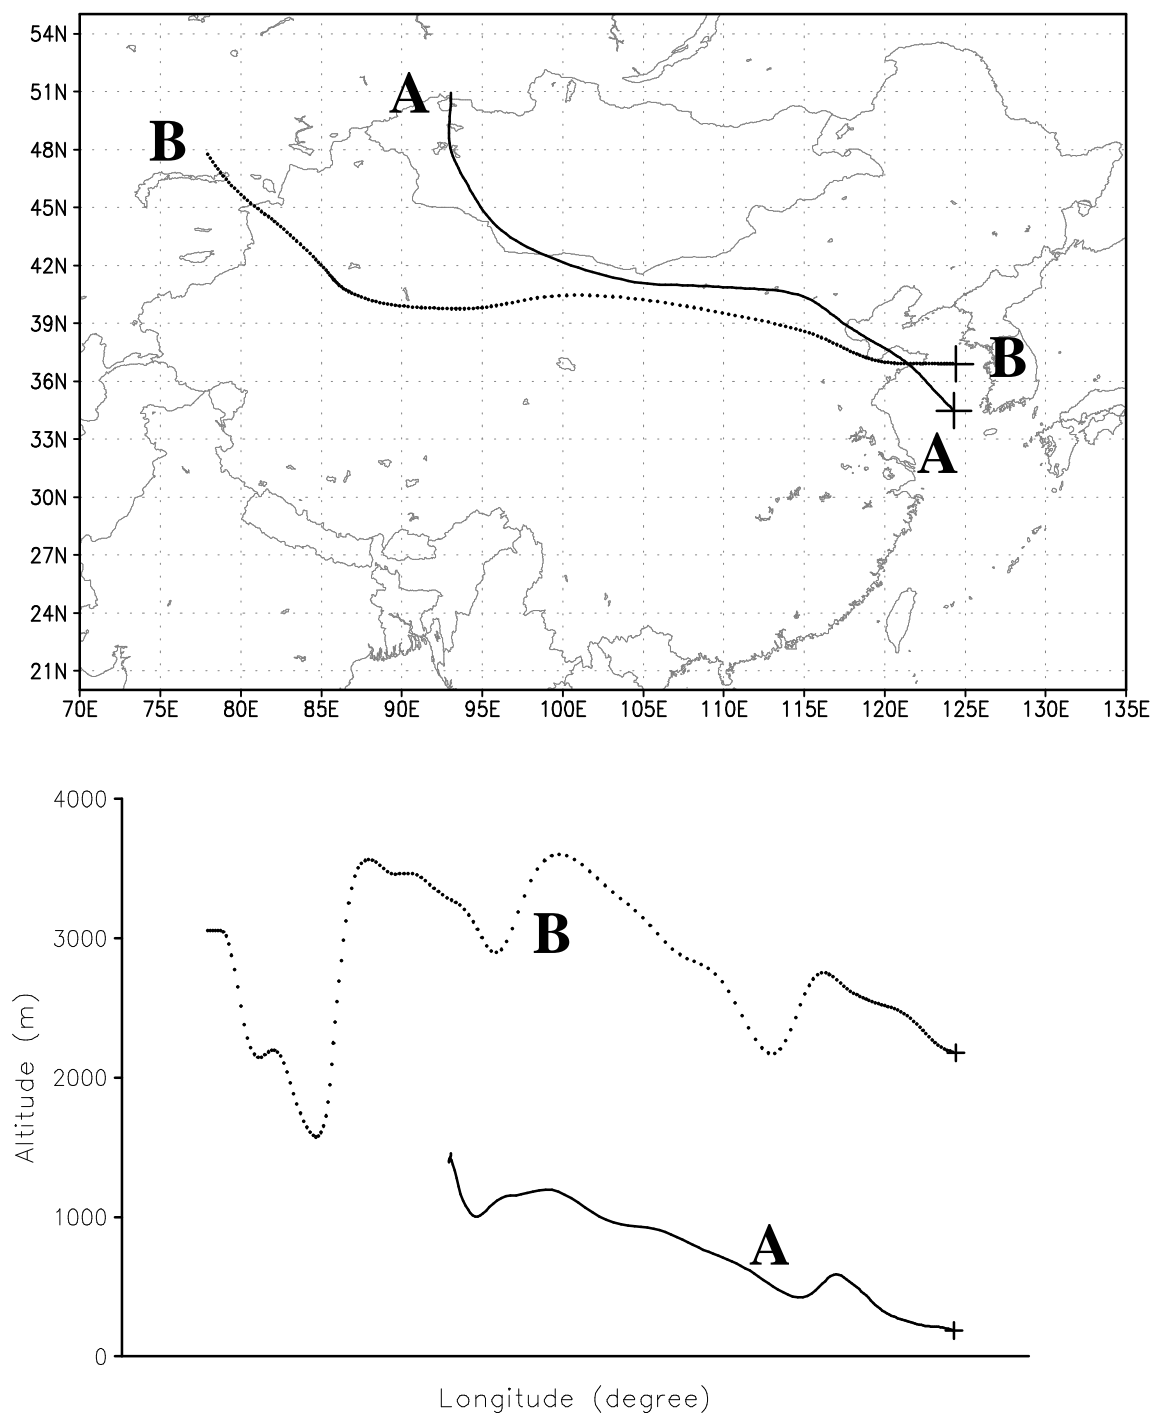 54N
A
51N
B
48N
45N
42N
39N
B
36N
33N
A
30N
27N
24N
21N
70E 75E 80E 85E 90E 95E 100E 105E 110E 115E 120E 125E 130E 135E
4000
B
3000
Altitude (m)
2000
A
1000
0
Longitude (degree)